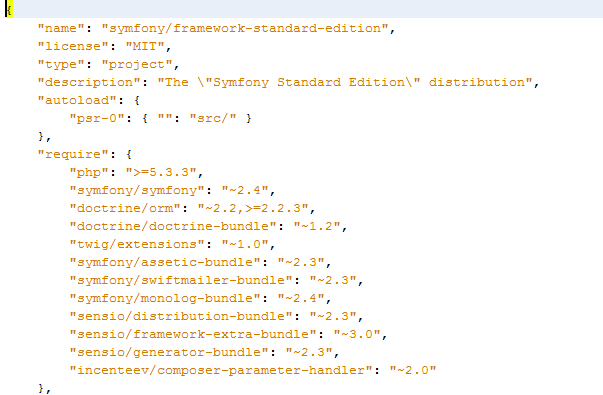 {
    "name": "symfony/framework-standard-edition",
    "license": "MIT",
    "type": "project",
    "description": "The \"Symfony Standard Edition\" distribution",
    "autoload": {
        "psr-0": { "": "src/" }
    },
    "require": {
        "php": ">=5.3.3",
        "symfony/symfony": "~2.4",
        "doctrine/orm": "~2.2,>=2.2.3",
        "doctrine/doctrine-bundle": "~1.2",
        "twig/extensions": "~1.0",
        "symfony/assetic-bundle": "~2.3",
        "symfony/swiftmailer-bundle": "~2.3",
        "symfony/monolog-bundle": "~2.4",
        "sensio/distribution-bundle": "~2.3",
        "sensio/framework-extra-bundle": "~3.0",
        "sensio/generator-bundle": "~2.3",
        "incenteev/composer-parameter-handler": "~2.0"
    },